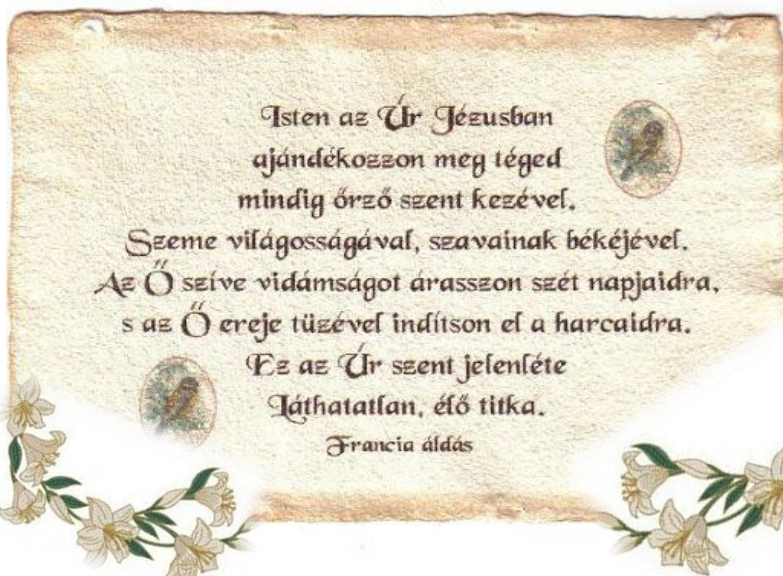 Isten az Úr Jézusban
ajándékozzon meg téged
mindig őrző szent kezével.
Szeme világosságával, szavainak békéjével.
Az Ő szíve vidámságot árasszon szét napjaidra,
s az Ő ereje tüzével indítson el a harcaidra.
Ez az Úr szent jelenléte
Láthatatlan, élő titka.
Francia áldás